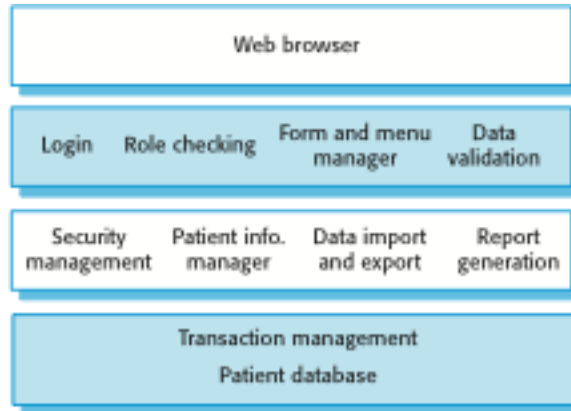 Web browser
Login Role checking Form and menu manager Data validation
Security management Patient info. manager Data import and export Report generation
Transaction management
Patient database